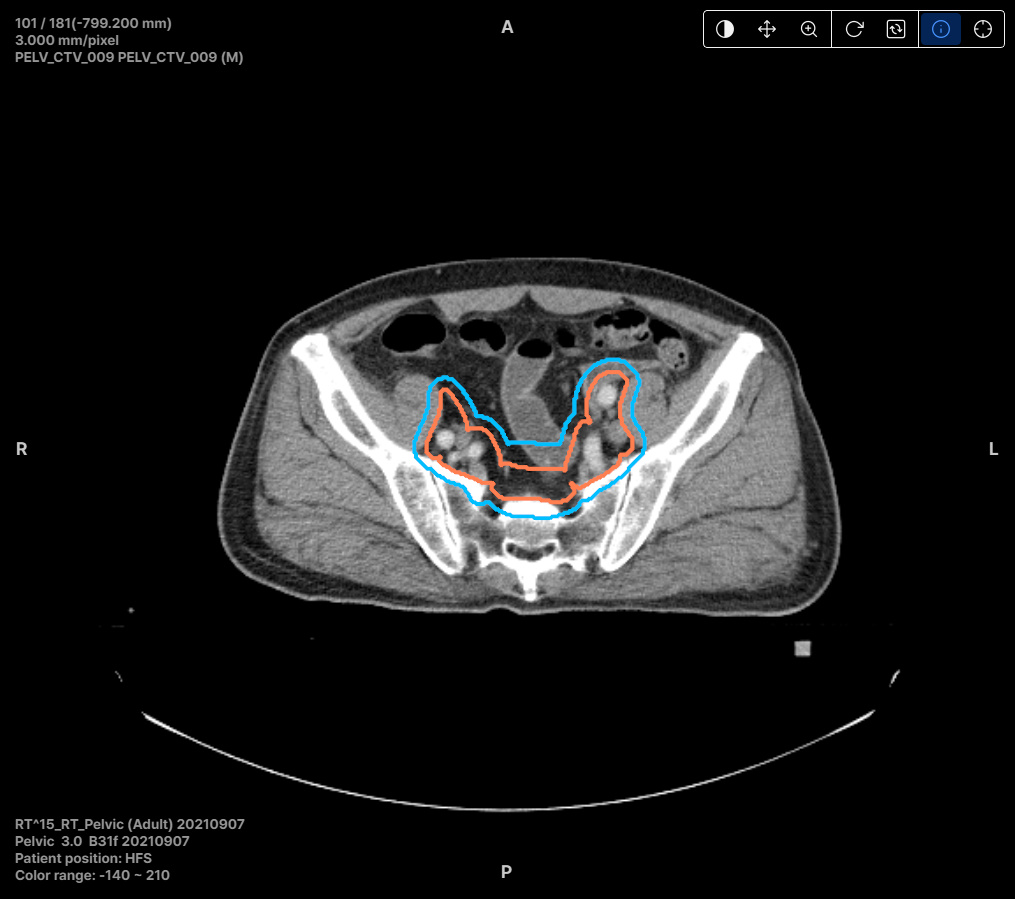 101 / 181(-799.200 mm)
3.000 mm/pixel
PELV_CTV_009 PELV_CTV_009 (M)
A
R
L
RT^15_RT_Pelvic (Adult) 20210907
Pelvic  3.0  B31f 20210907
Patient position: HFS
Color range: -140 ~ 210
P